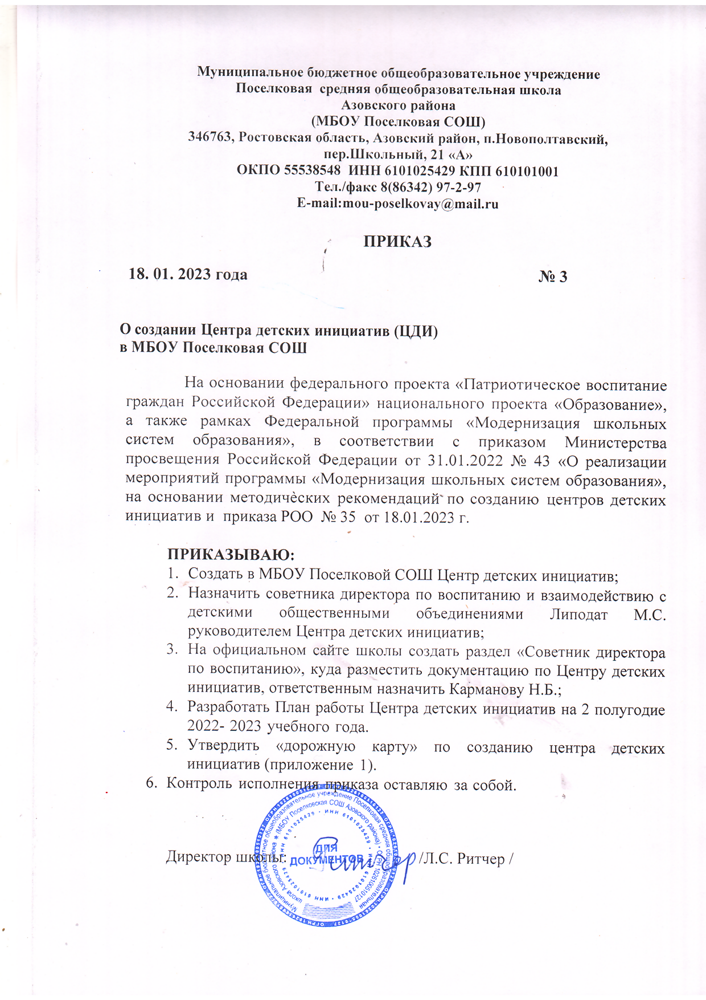 Муниципальное бюджетное общеобразовательное учреждение
Поселковая средняя общеобразовательная школа
Азовского района
(МБОУ Поселковая СОШ)
346763, Ростовская область, Азовский район, п.Новополтавский,
пер.Школьный, 21 «А»
ОКПО 55538548 ИНН 6101025429 КПП 610101001
Тел./факс 8(86342) 97-2-97
E-mail:mou-poselkovay@mail.ru
ПРИКАЗ
18. 01. 2023 года № 3
О создании Центра детских инициатив (ЦДИ)
в МБОУ Поселковая СОШ
На основании федерального проекта «Патриотическое воспитание
граждан Российской Федерации» национального проекта «Образование»,
а также рамках Федеральной программы «Модернизация школьных
систем образования», в соответствии с приказом Министерства
просвещения Российской Федерации от 31.01.2022 № 43 «О реализации
мероприятий программы «Модернизация школьных систем образования»,
на основании методических рекомендаций по созданию центров детских
инициатив и приказа РОО № 35 от 18.01.2023 г.
ПРИКАЗЫВАЮ:
1. Создать в МБОУ Поселковой СОШ Центр детских инициатив;
2. Назначить советника директора по воспитанию и взаимодействию с
детскими общественными объединениями Липодат М.С.
руководителем Центра детских инициатив;
3. На официальном сайте школы создать раздел «Советник директора
по воспитанию», куда разместить документацию по Центру детских
инициатив, ответственным назначить Карманову Н.Б.;
4. Разработать План работы Центра детских инициатив на 2 полугодие
2022- 2023 учебного года.
5. Утвердить «дорожную карту» по созданию центра детских
инициатив (приложение 1).
6. Контроль исполнения приказа оставляю за собой.
Директор школы: /Л.С. Ритчер /
ДЛЯ
ДОКУМЕНТОВ
Муниципальное бюджетное общеобразовательное учреждение Поселковая средняя общеобразовательная
школа Азовского района * (МБОУ Поселковская СОШ Азовского района) • ОГРН 1026100510127
ИНН 6101025429 • ИНН 6101025429 • ИНН 6101025429 • ИНН 6101025429